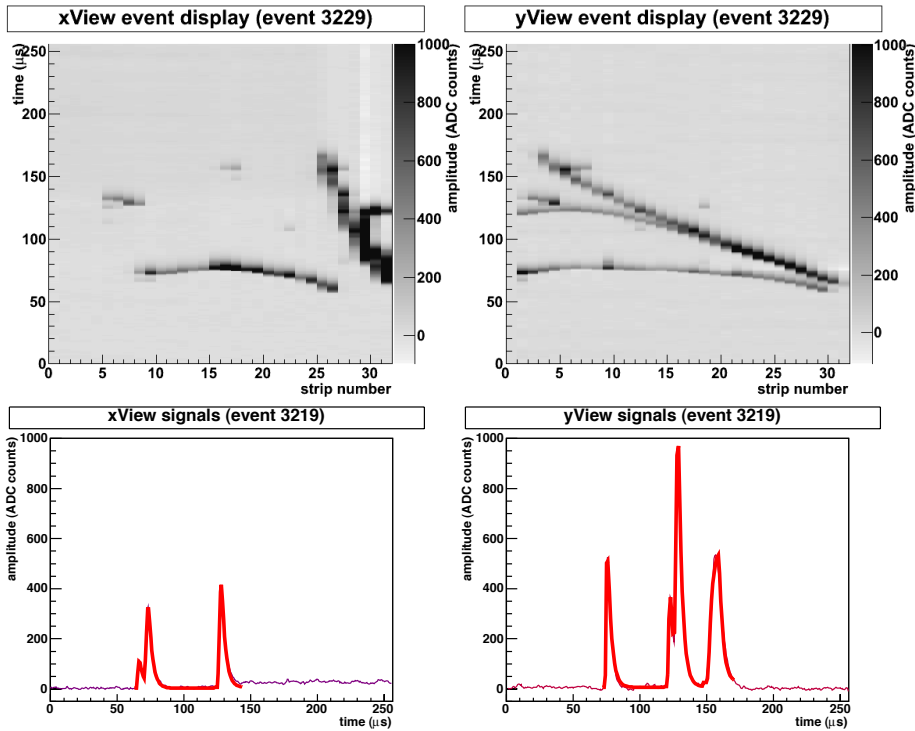 xView event display (event 3229)
time (μs)
250
200
150
100
50
0
0 5 10 15 20 25 30
strip number
1000
800
600
400
200
0
amplitude (ADC counts)
yView event display (event 3229)
time (μs)
250
200
150
100
50
0
0 5 10 15 20 25 30
strip number
1000
800
600
400
200
0
amplitude (ADC counts)
xView signals (event 3219)
amplitude (ADC counts)
1000
800
600
400
200
0
0 50 100 150 200 250
time (μs)
yView signals (event 3219)
amplitude (ADC counts)
1000
800
600
400
200
0
0 50 100 150 200 250
time (μs)